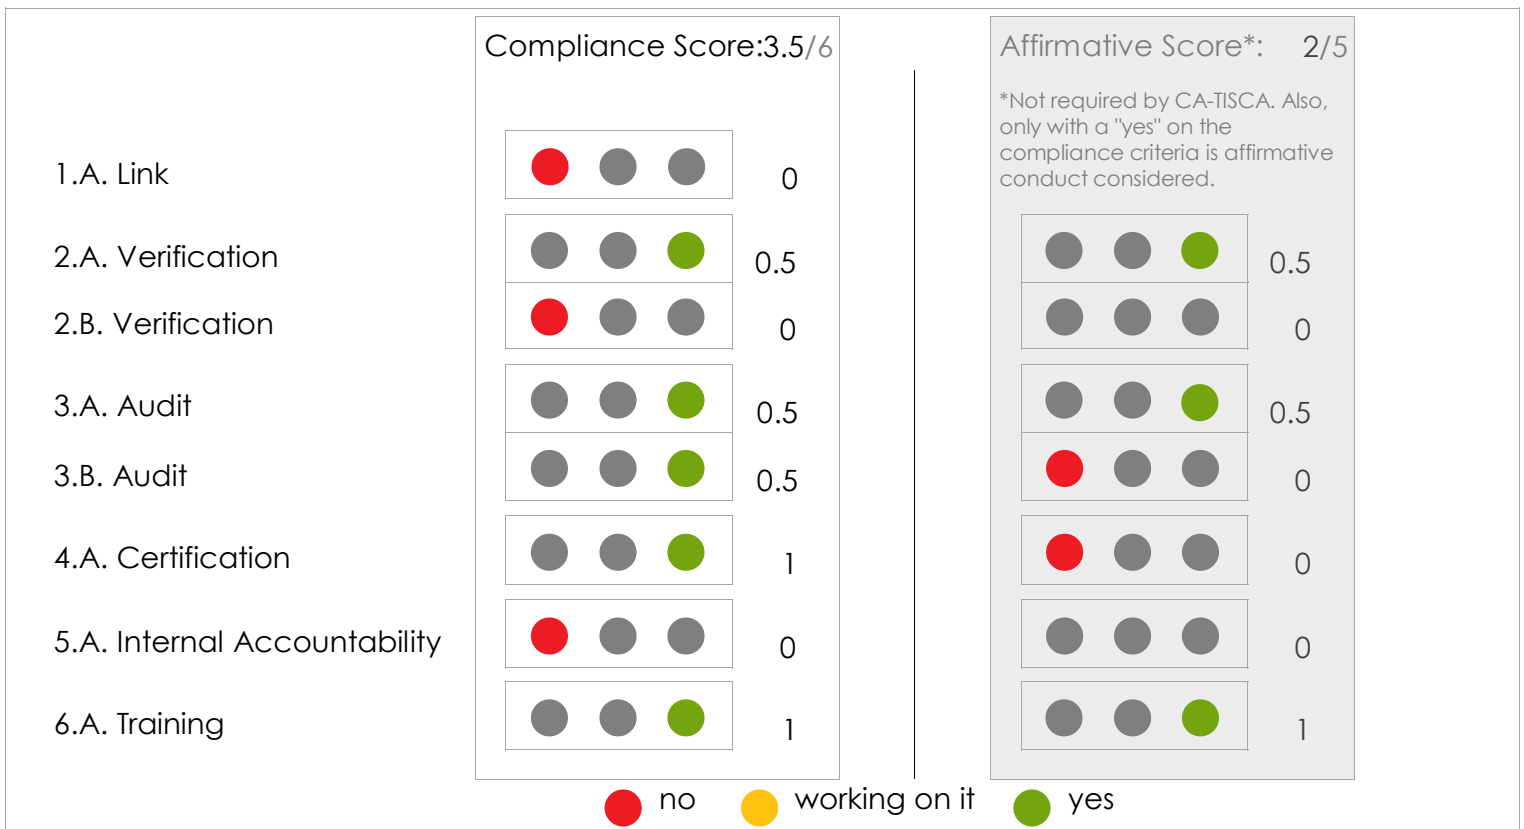 Compliance Score:3.5/6
Affirmative Score*: 2/5
*Not required by CA-TISCA. Also,
only with a "yes" on the
compliance criteria is affirmative
conduct considered.
1.A. Link 0
2.A. Verification 0.5 0.5
2.B. Verification 0 0
3.A. Audit 0.5 0.5
3.B. Audit 0.5 0
4.A. Certification 1 0
5.A. Internal Accountability 0 0
6.A. Training 1 1
no working on it yes